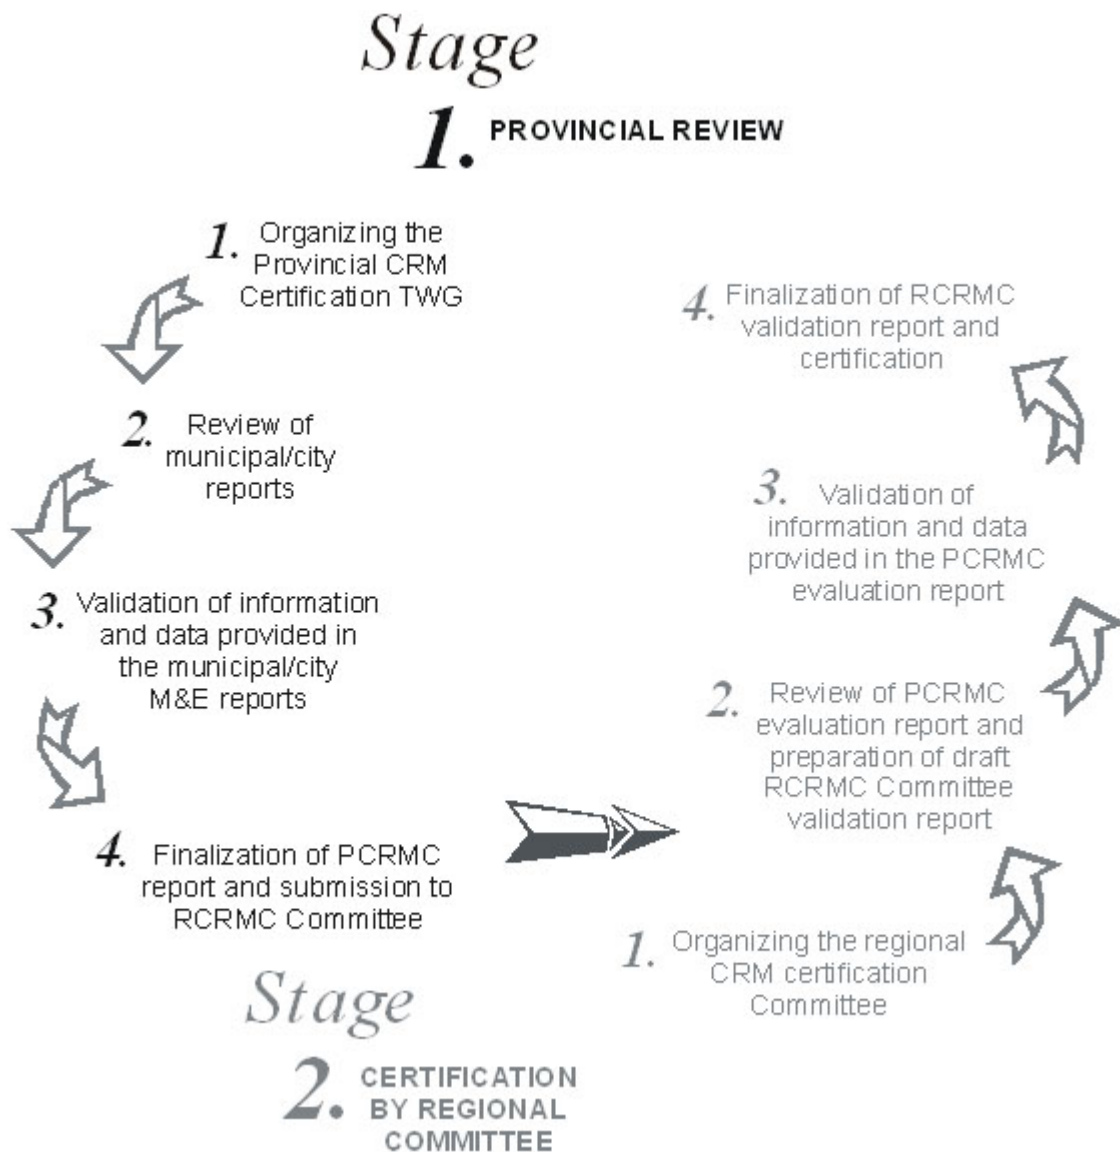 Stage
1. PROVINCIAL REVIEW
1. Organizing the
Provincial CRM
Certification TWG
2. Review of
municipal/city
reports
3. Validation of information
and data provided in
the municipal/city
M&E reports
4. Finalization of PCRMC
report and submission to
RCRMC Committee
Stage
2. CERTIFICATION
BY REGIONAL
COMMITTEE
1. Organizing the regional
CRM certification
Committee
2. Review of PCRMC
evaluation report and
preparation of draft
RCRMC Committee
validation report
3. Validation of
information and data
provided in the PCRMC
evaluation report
4. Finalization of RCRMC
validation report and
certification